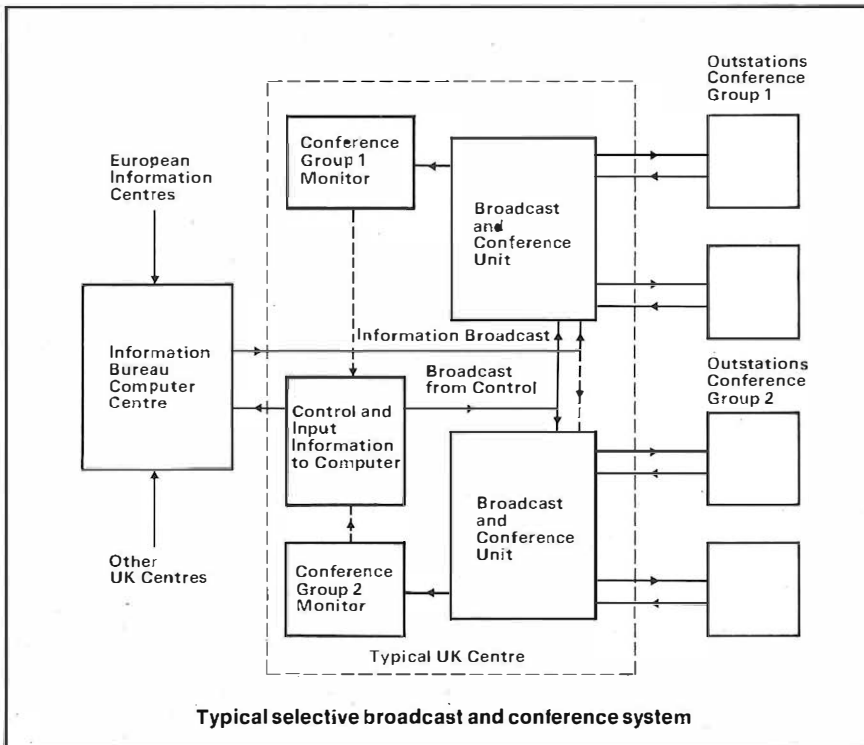 Outstations
Conference
Group 1
Conference
Group 1
Monitor
European
Information
Centres
Broadcast
and
Conference
Unit
Information Broadcast
Information
Bureau
Computer
Centre
Broadcast
from Control
Outstations
Conference
Group 2
Control and
Input
Information
to Computer
Broadcast
and
Conference
Unit
Other
UK Centres
Conference
Group 2
Monitor
Typical UK Centre
Typical selective broadcast and conference system